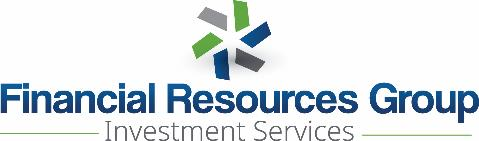 Financial Resources Group
Investment Services